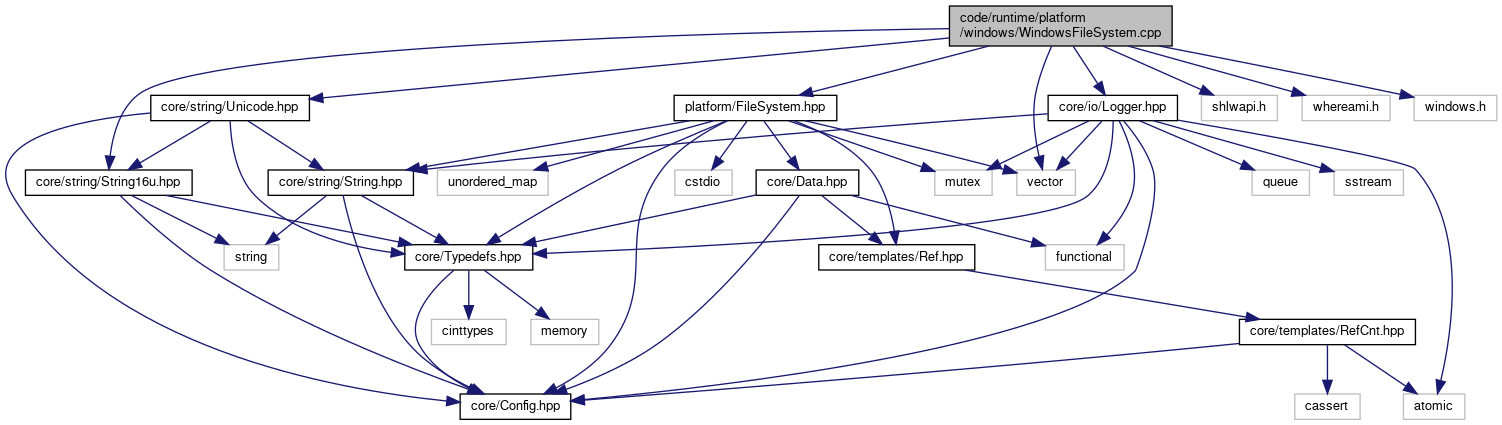 code/runtime/platform
/windows/WindowsFileSystem.cpp
core/string/Unicode.hpp
platform/FileSystem.hpp
core/io/Logger.hpp
shlwapi.h
whereami.h
windows.h
core/string/String16u.hpp
core/string/String.hpp
unordered_map
cstdio
core/Data.hpp
mutex
vector
queue
sstream
string
core/Typedefs.hpp
core/templates/Ref.hpp
functional
cinttypes
memory
core/templates/RefCnt.hpp
core/Config.hpp
cassert
atomic